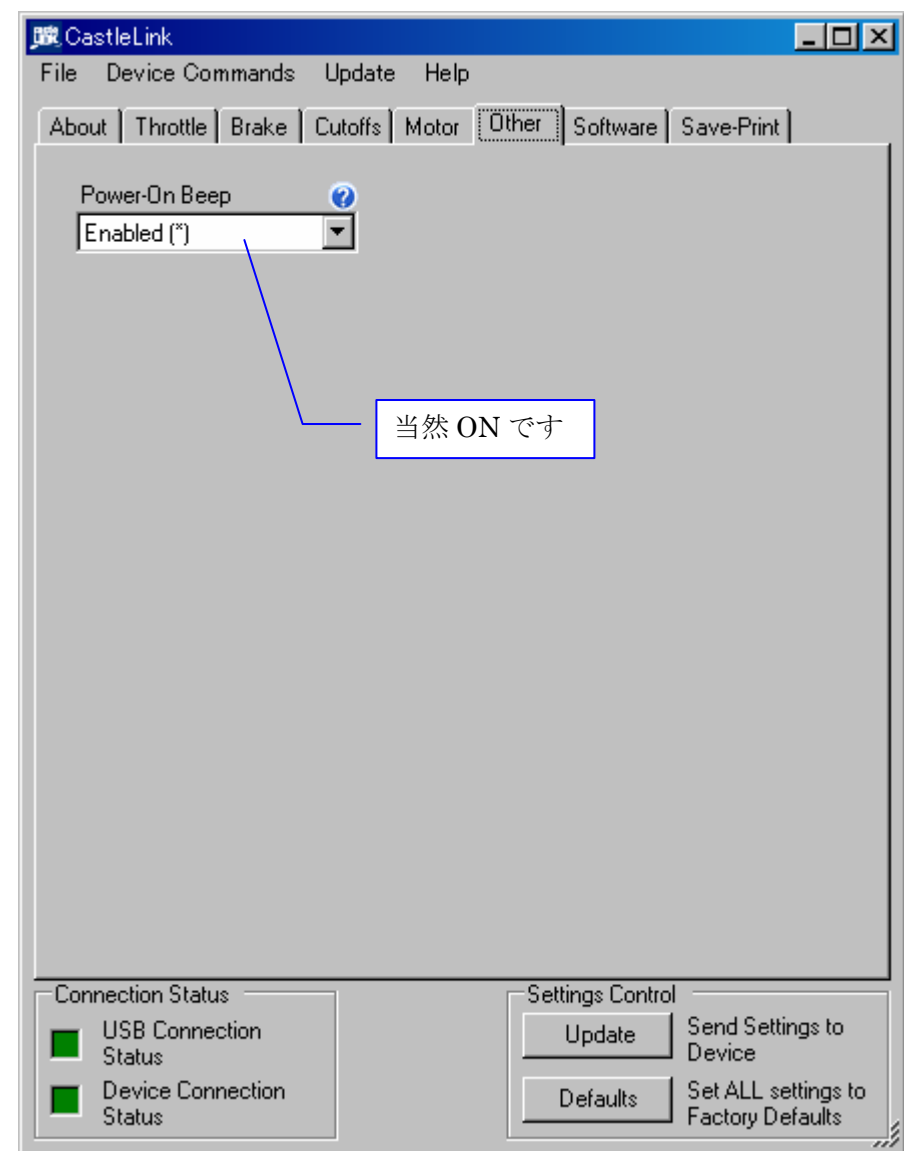 CastleLink
File Device Commands Update Help
About Throttle Brake Cutoffs Motor Other Software Save-Print
Power-On Beep
Enabled (*)
当然 ON です
Connection Status
USB Connection
Status
Device Connection
Status
Settings Control
Update
Send Settings to
Device
Defaults
Set ALL settings to
Factory Defaults